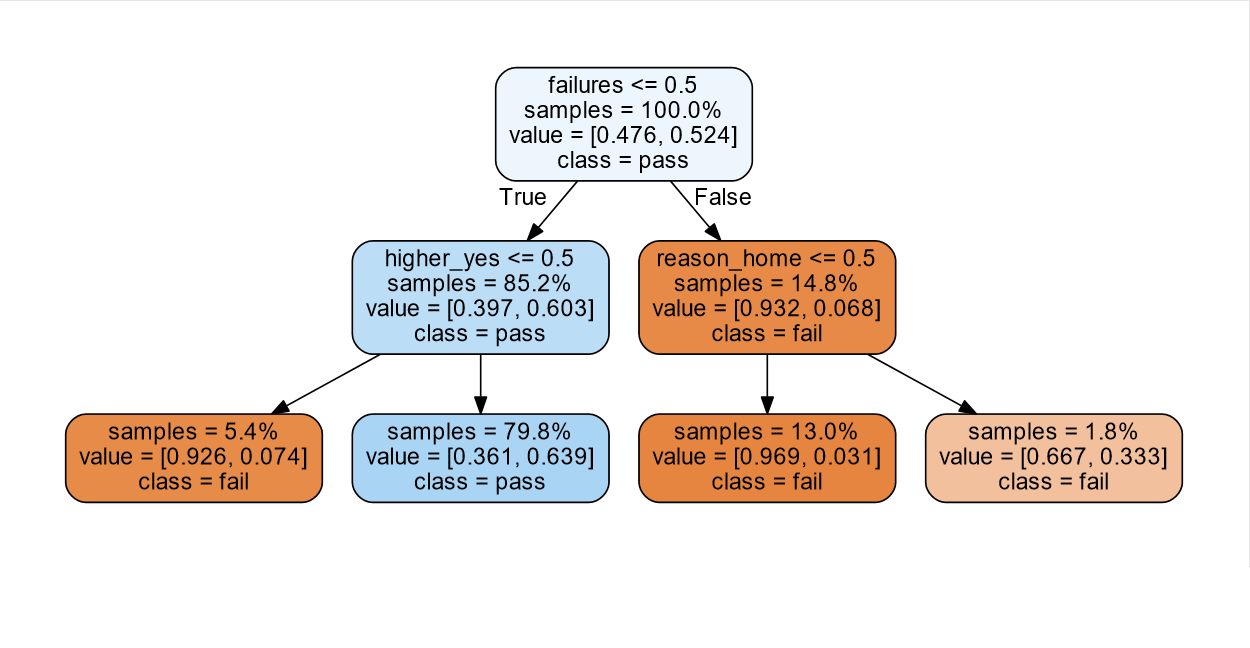 failures <= 0.5
samples = 100.0%
value = [0.476, 0.524]
class = pass
True
False
higher_yes <= 0.5
samples = 85.2%
value = [0.397, 0.603]
class = pass
reason_home <= 0.5
samples = 14.8%
value = [0.932, 0.068]
class = fail
samples = 5.4%
value = [0.926, 0.074]
class = fail
samples = 79.8%
value = [0.361, 0.639]
class = pass
samples = 13.0%
value = [0.969, 0.031]
class = fail
samples = 1.8%
value = [0.667, 0.333]
class = fail